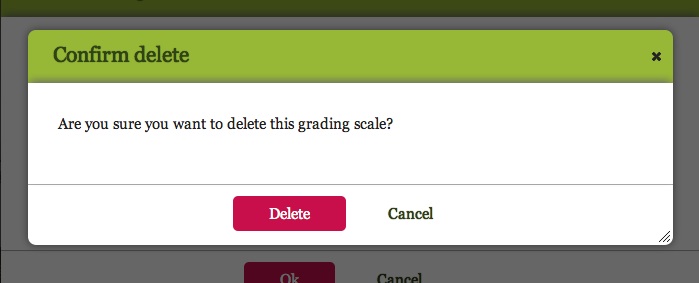 Confirm delete
Are you sure you want to delete this grading scale?
Delete Cancel
Ok Cancel